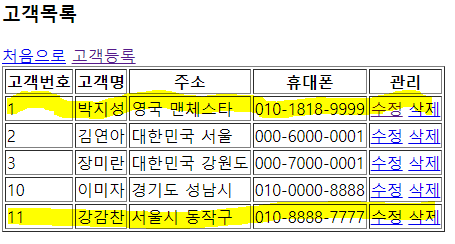 고객목록
처음으로 고객등록
고객번호 고객명 주소 휴대폰 관리
1 박지성 영국 맨체스타 010-1818-9999 수정 삭제
2 김연아 대한민국 서울 000-6000-0001 수정 삭제
3 장미란 대한민국 강원도 000-7000-0001 수정 삭제
10 이미자 경기도 성남시 010-0000-8888 수정 삭제
11 강감찬 서울시 동작구 010-8888-7777 수정 삭제